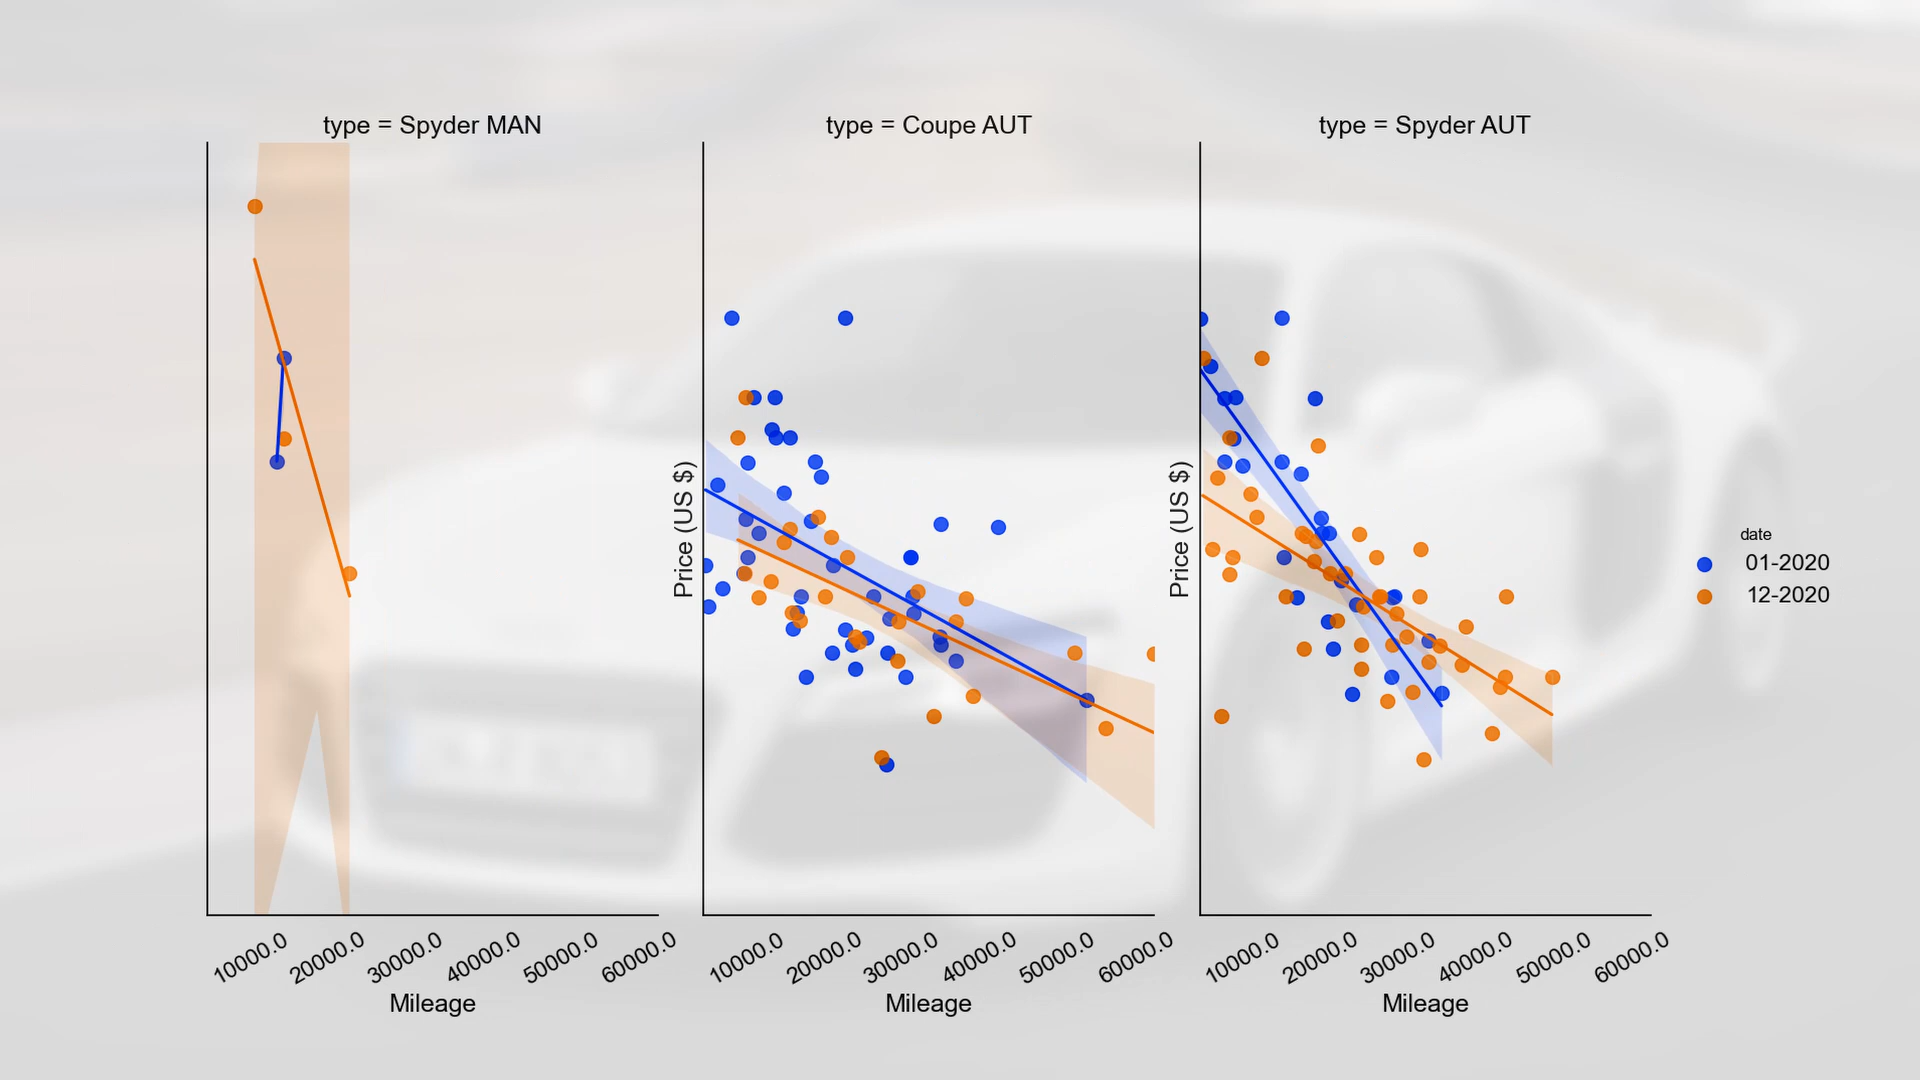 type = Spyder MAN
type = Coupe AUT
type = Spyder AUT
Price (US $)
Price (US $)
date
01-2020
12-2020
10000.0 20000.0 30000.0 40000.0 50000.0 60000.0
10000.0 20000.0 30000.0 40000.0 50000.0 60000.0
10000.0 20000.0 30000.0 40000.0 50000.0 60000.0
Mileage
Mileage
Mileage